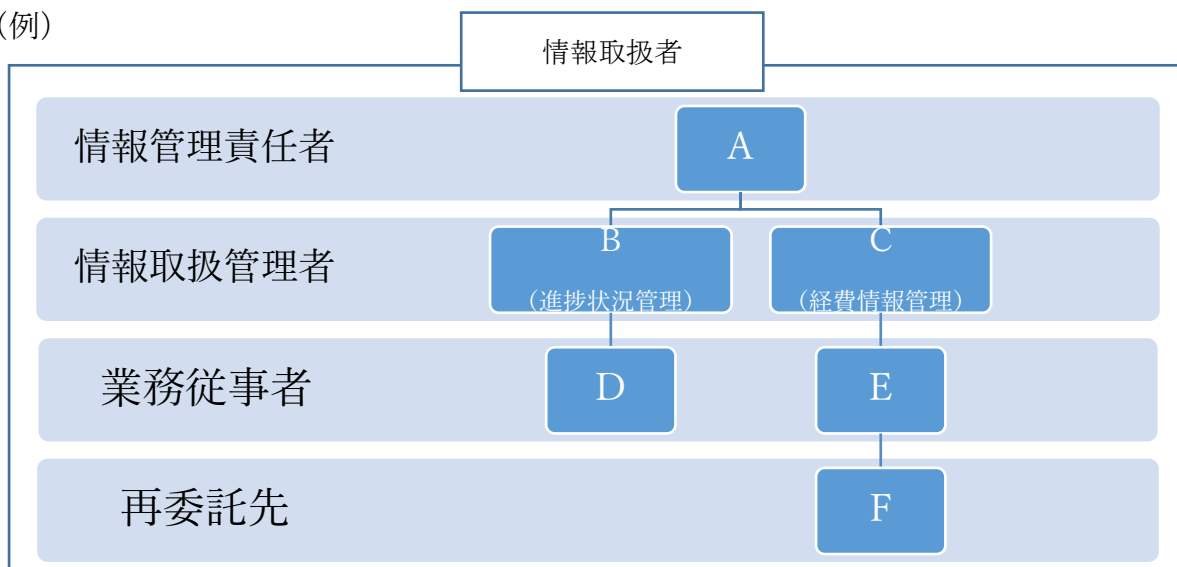 （例）
情報取扱者
情報管理責任者
A
情報取扱管理者
B
（進捗状況管理）
C
（経費情報管理）
業務従事者
D
E
再委託先
F